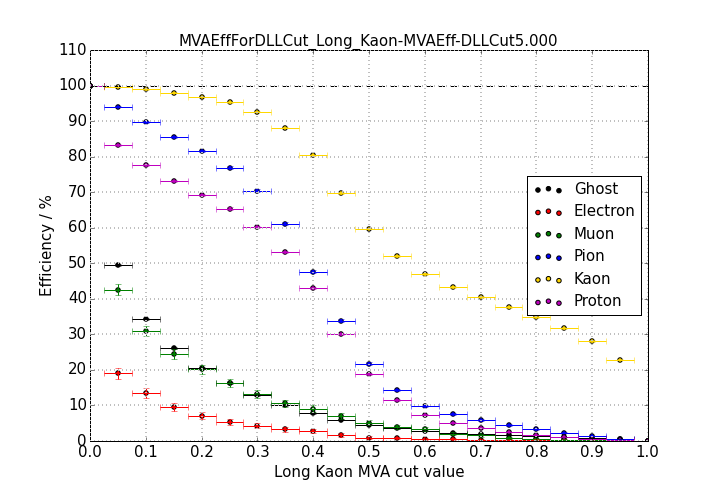 MVAEffForDLLCut_Long_Kaon-MVAEff-DLLCut5.000
110
100
90
80
70
60
50
40
30
20
10
0
Efficiency / %
Ghost
Electron
Muon
Pion
Kaon
Proton
0.0 0.1 0.2 0.3 0.4 0.5 0.6 0.7 0.8 0.9 1.0
Long Kaon MVA cut value